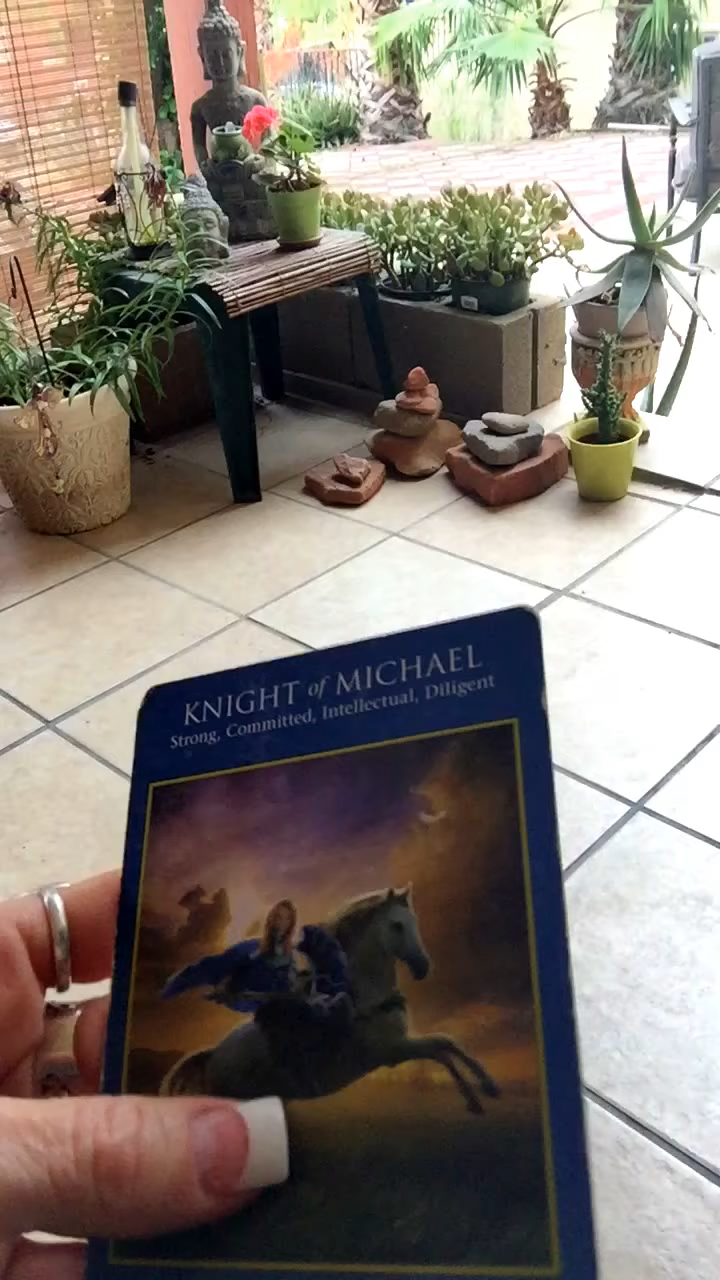 KNIGHT of MICHAEL
Strong, Committed, Intellectual, Diligent